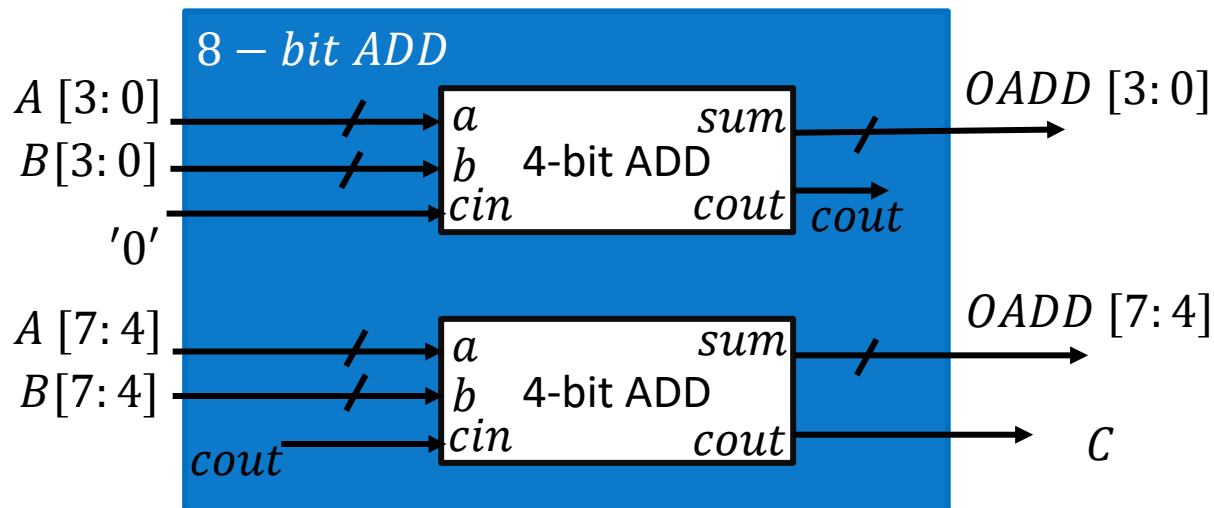 8 − bit ADD
A [3: 0]
a
sum
OADD [3: 0]
B[3: 0]
b
4-bit ADD
cin
cout
cout
′0′
A [7: 4]
a
sum
OADD [7: 4]
B[7: 4]
b
4-bit ADD
cout
cin
cout
C